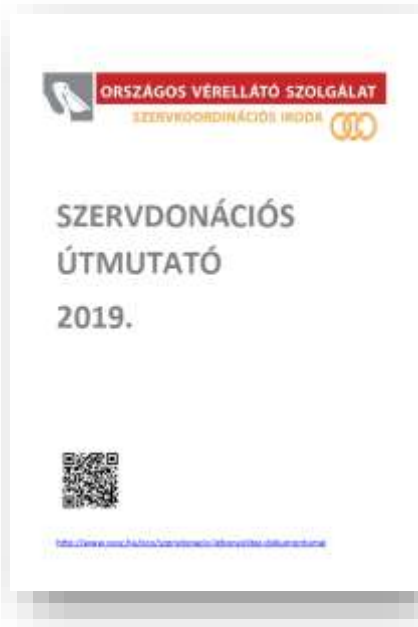 ORSZÁGOS VÉRELLÁTÓ SZOLGÁLAT
SZERVKOORDINÁCIÓS IRODA
SZERVDONÁCIÓS
ÚTMUTATÓ
2019.